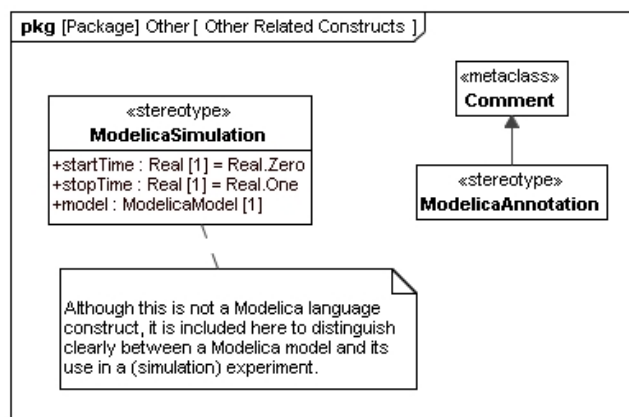 pkg [Package] Other [ Other Related Constructs ]
«stereotype»
ModelicaSimulation
+startTime : Real [1] = Real.Zero
+stopTime : Real [1] = Real.One
+model : ModelicaModel [1]
«metaclass»
Comment
«stereotype»
ModelicaAnnotation
Although this is not a Modelica language
construct, it is included here to distinguish
clearly between a Modelica model and its
use in a (simulation) experiment.